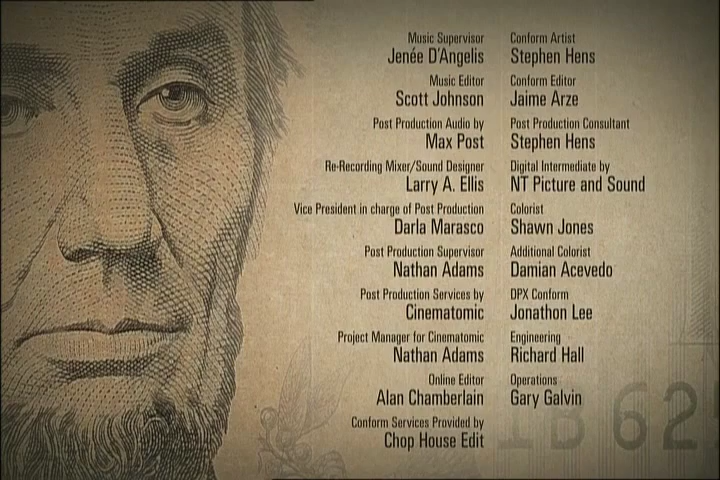 Music Supervisor
Jenée D'Angelis
Music Editor
Scott Johnson
Post Production Audio by
Max Post
Re-Recording Mixer/Sound Designer
Larry A. Ellis
Vice President in charge of Post Production
Darla Marasco
Post Production Supervisor
Nathan Adams
Post Production Services by
Cinematomic
Project Manager for Cinematomic
Nathan Adams
Online Editor
Alan Chamberlain
Conform Services Provided by
Chop House Edit
Conform Artist
Stephen Hens
Conform Editor
Jaime Arze
Post Production Consultant
Stephen Hens
Digital Intermediate by
NT Picture and Sound
Colorist
Shawn Jones
Additional Colorist
Damian Acevedo
DPX Conform
Jonathon Lee
Engineering
Richard Hall
Operations
Gary Galvin
1B62